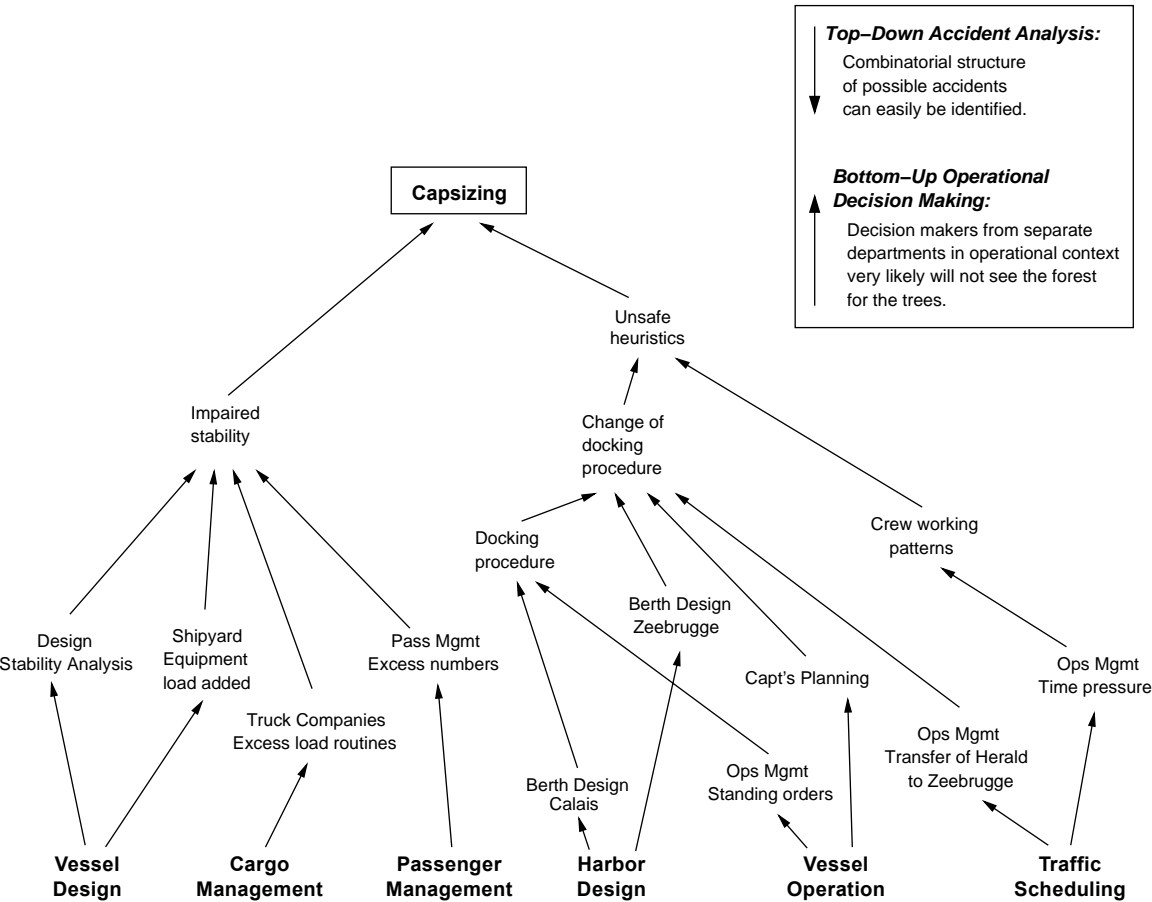 Top–Down Accident Analysis:
Combinatorial structure
of possible accidents
can easily be identified.
Bottom–Up Operational
Decision Making:
Decision makers from separate
departments in operational context
very likely will not see the forest
for the trees.
Capsizing
Unsafe
heuristics
Impaired
stability
Change of
docking
procedure
Docking
procedure
Crew working
patterns
Berth Design
Zeebrugge
Design
Stability Analysis
Shipyard
Equipment
load added
Pass Mgmt
Excess numbers
Capt's Planning
Ops Mgmt
Time pressure
Truck Companies
Excess load routines
Ops Mgmt
Transfer of Herald
to Zeebrugge
Berth Design
Calais
Ops Mgmt
Standing orders
Vessel
Design
Cargo
Management
Passenger
Management
Harbor
Design
Vessel
Operation
Traffic
Scheduling